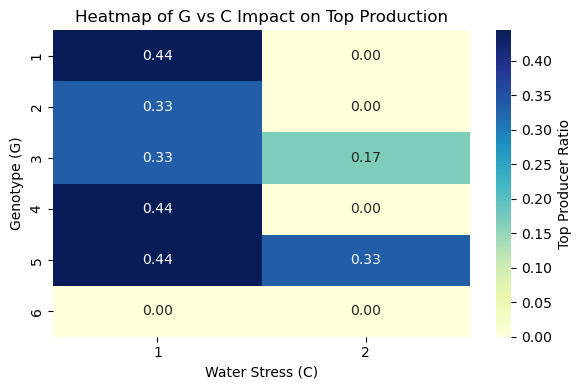 Heatmap of G vs C Impact on Top Production
Genotype (G)
1 0.44 0.00
2 0.33 0.00
3 0.33 0.17
4 0.44 0.00
5 0.44 0.33
6 0.00 0.00
1 2
Water Stress (C)
0.40
0.35
0.30
0.25
0.20
0.15
0.10
0.05
0.00
Top Producer Ratio